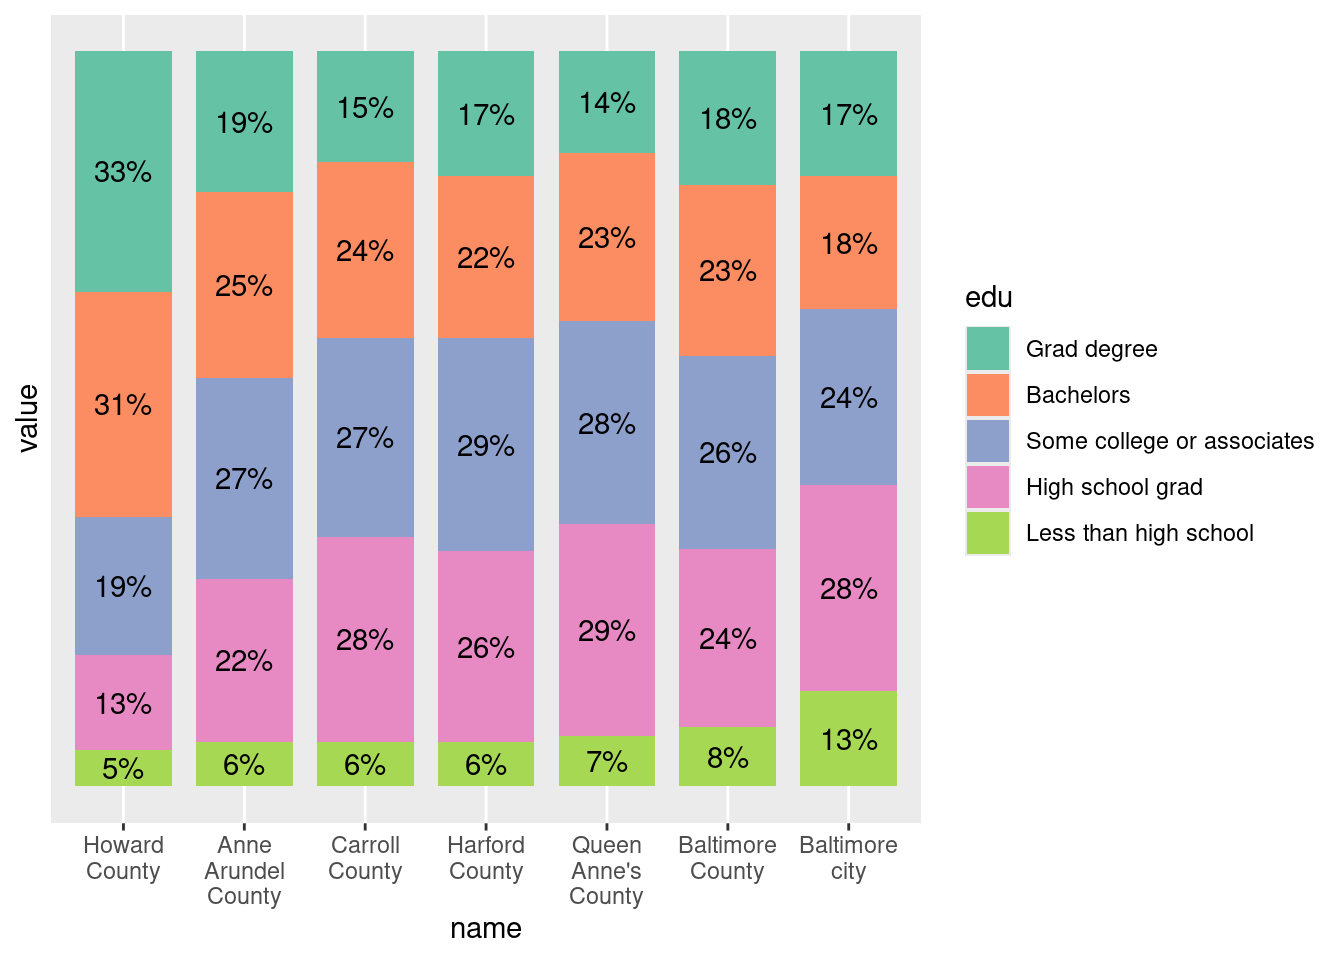 33%
19%
15%
17%
14%
18%
17%
31%
25%
24%
22%
23%
23%
18%
19%
27%
27%
29%
28%
26%
24%
13%
22%
28%
26%
29%
24%
28%
5%
6%
6%
6%
7%
8%
13%
value
Howard
County
Anne
Arundel
County
Carroll
County
Harford
County
Queen
Anne's
County
Baltimore
County
Baltimore
city
name
edu
Grad degree
Bachelors
Some college or associates
High school grad
Less than high school